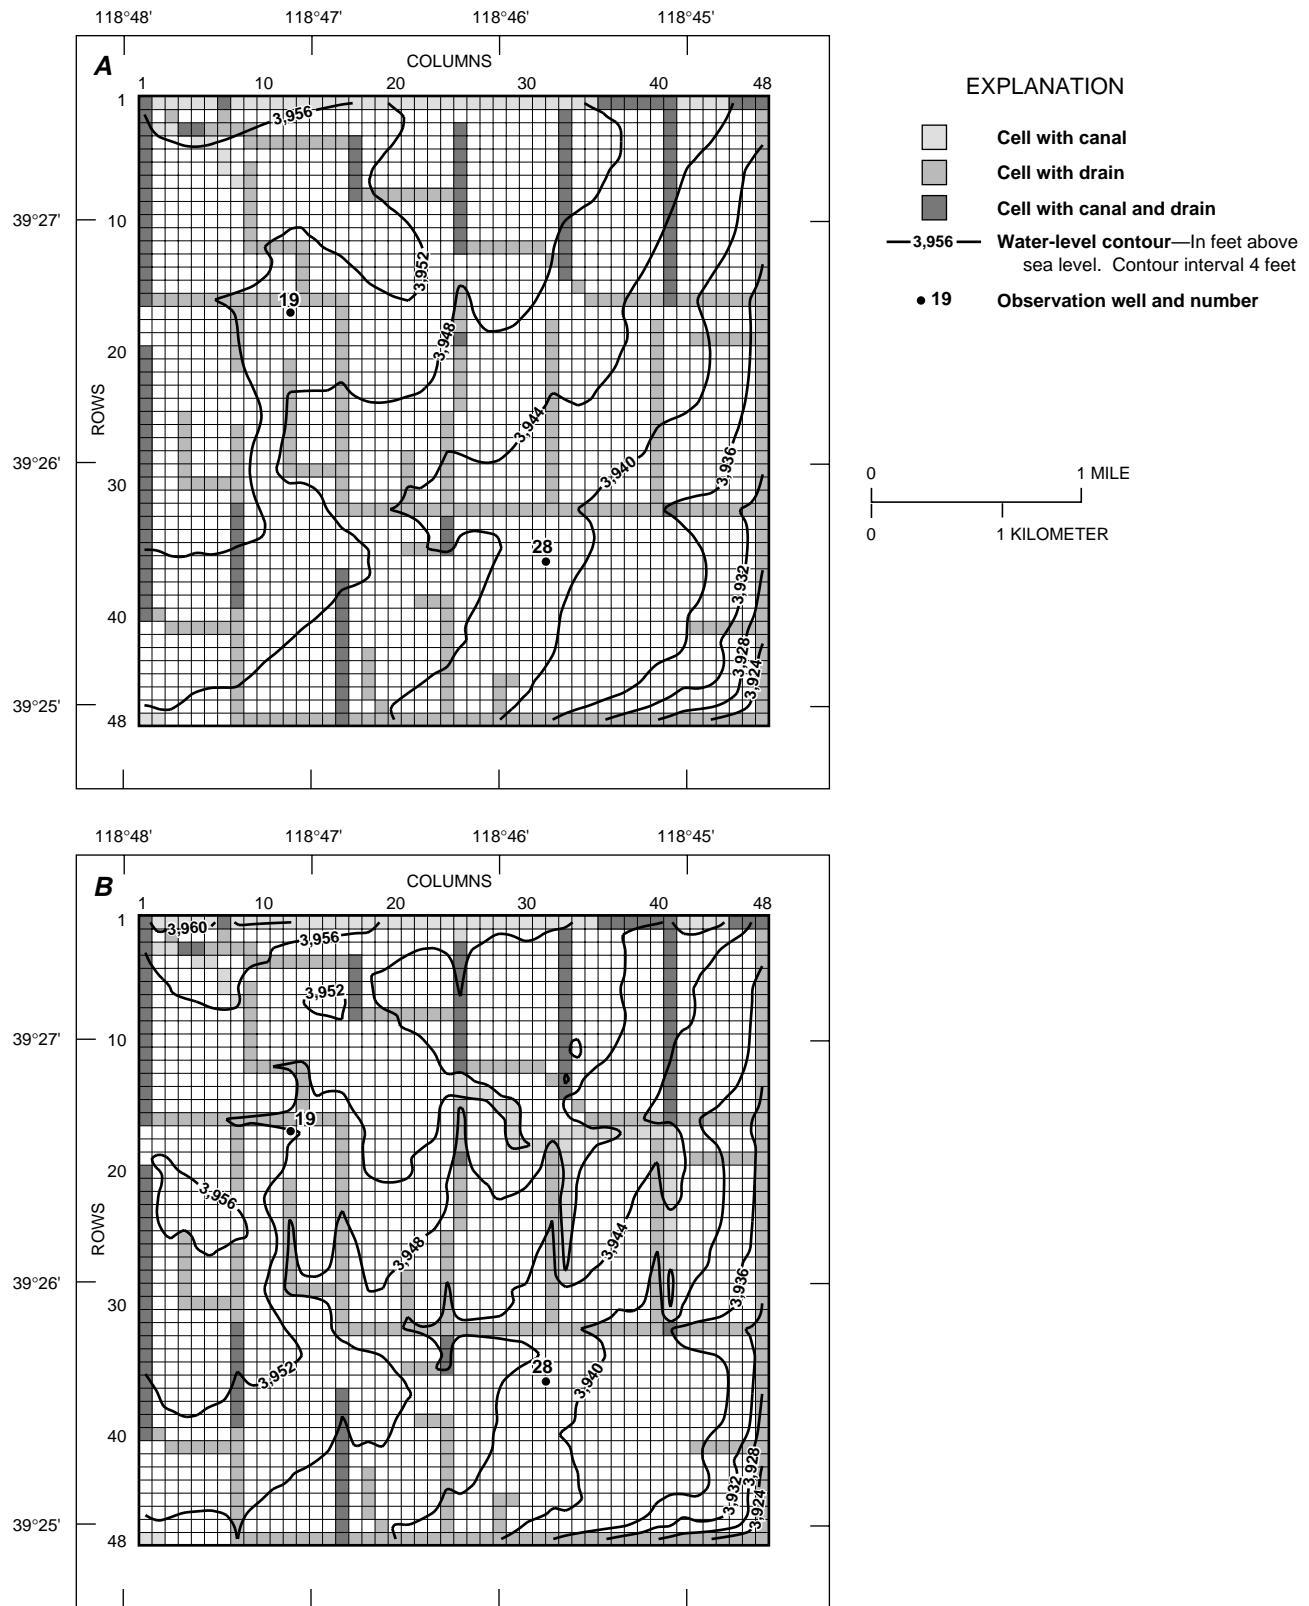 118°48' 118°47' 118°46' 118°45'
A
COLUMNS
1 10 20 30 40 48
1
10
20
30
40
48
ROWS
39°27'
39°26'
39°25'
3,956
3,952
3,948
3,944
3,940
3,936
3,932
3,928
3,924
19
28
EXPLANATION
Cell with canal
Cell with drain
Cell with canal and drain
3,956 Water-level contour—In feet above
sea level. Contour interval 4 feet
19 Observation well and number
0 1 MILE
0 1 KILOMETER
118°48' 118°47' 118°46' 118°45'
B
COLUMNS
1 10 20 30 40 48
1
10
20
30
40
48
ROWS
39°27'
39°26'
39°25'
3,960
3,956
3,952
19
3,956
3,948
3,944
3,936
3,952
28
3,940
3,932
3,928
3,924